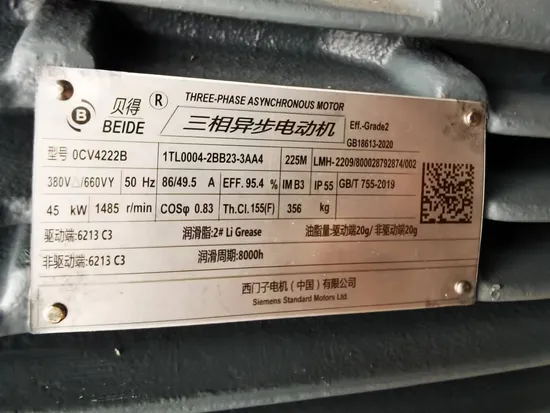 贝得 ® THREE-PHASE ASYNCHRONOUS MOTOR
B BEIDE 三相异步电动机 Eff.-Grade2
GB18613-2020
型号 0CV4222B 1TL0004-2BB23-3AA4 225M LMH-2209/800028792874/002
380V△/660VY 50 Hz 86/49.5 A EFF. 95.4 % IM B3 IP 55 GB/T 755-2019
45 kW 1485 r/min COSφ 0.83 Th.Cl.155(F) 356 kg
驱动端:6213 C3 润滑脂:2# Li Grease 油脂量:驱动端20g/ 非驱动端20g
非驱动端:6213 C3 润滑周期:8000h
西门子电机（中国）有限公司
Siemens Standard Motors Ltd.